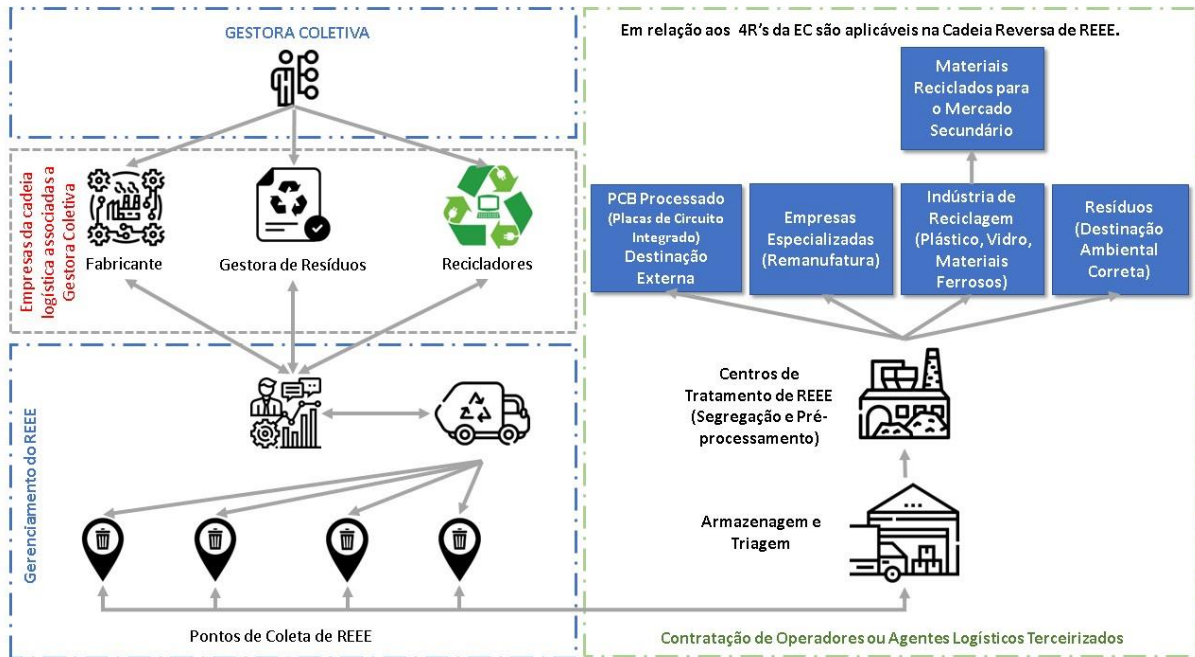 GESTORA COLETIVA
Empresas da cadeia
logística associadas a
Gestora Coletiva
Fabricante
Gestora de Resíduos
Recicladores
Gerenciamento do REEE
Pontos de Coleta de REEE
Em relação aos 4R's da EC são aplicáveis na Cadeia Reversa de REEE.
Materiais
Reciclados para
o Mercado
Secundário
PCB Processado
(Placas de Circuito
Integrado)
Destinação
Externa
Empresas
Especializadas
(Remanufatura)
Indústria de
Reciclagem
(Plástico, Vidro,
Materiais
Ferrosos)
Resíduos
(Destinação
Ambiental
Correta)
Centros de
Tratamento de REEE
(Segregação e Pré-
processamento)
Armazenagem e
Triagem
Contratação de Operadores ou Agentes Logísticos Terceirizados